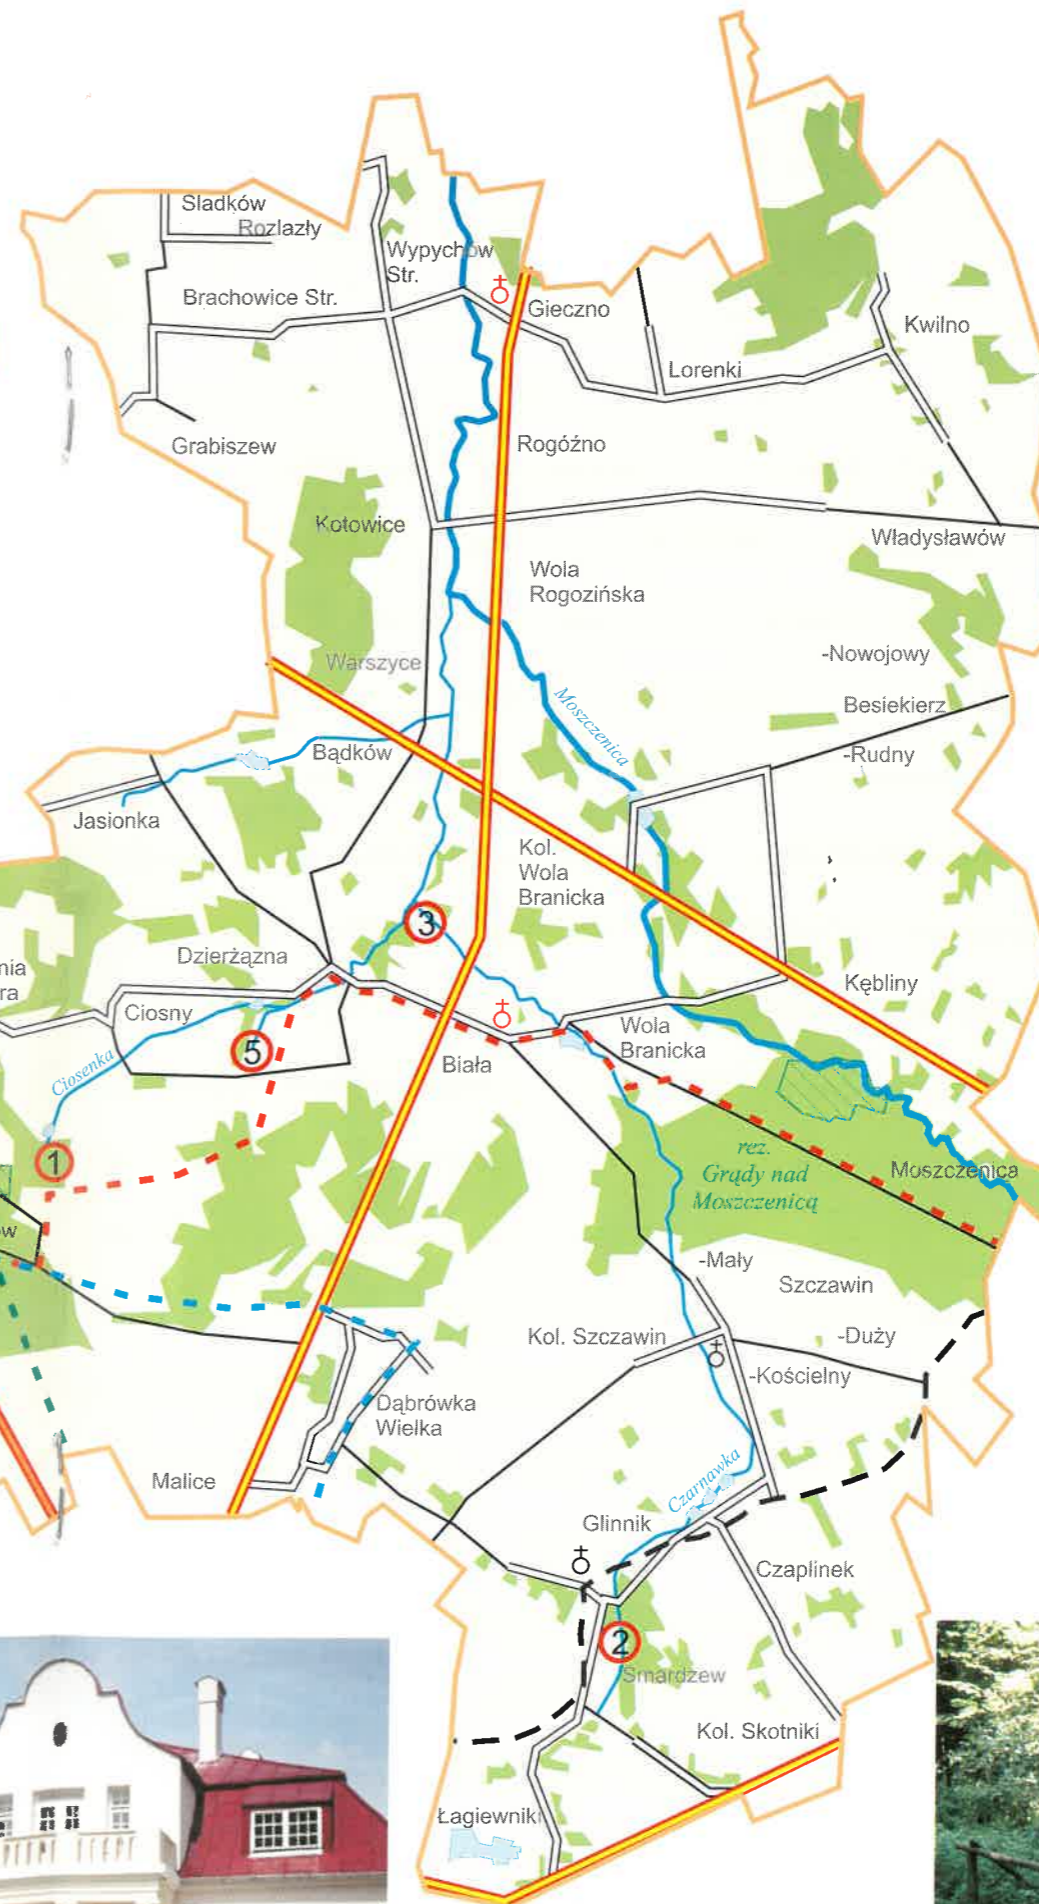 Sladków
Rozlazły
Wypychów
Str.
Brachowice Str.
Gieczno
Kwilno
Lorenki
Grabiszew
Rogóźno
Kotowice
Władysławów
Wola
Rogozińska
Warszyce
-Nowojowy
Besiekierz
-Rudny
Moszczenica
Bądków
Jasionka
Kol.
Wola
Branicka
3
Dzierżązna
nia
ra
Ciosny
Kębliny
Wola
Branicka
5
Biała
Ciosenka
1
rez.
Grądy nad
Moszczenicą
Moszczenica
w
-Mały
Szczawin
Kol. Szczawin
-Duży
-Kościelny
Dąbrówka
Wielka
Malice
Czarnawka
Glinnik
Czaplinek
2
Smardzew
Kol. Skotniki
Łagiewniki